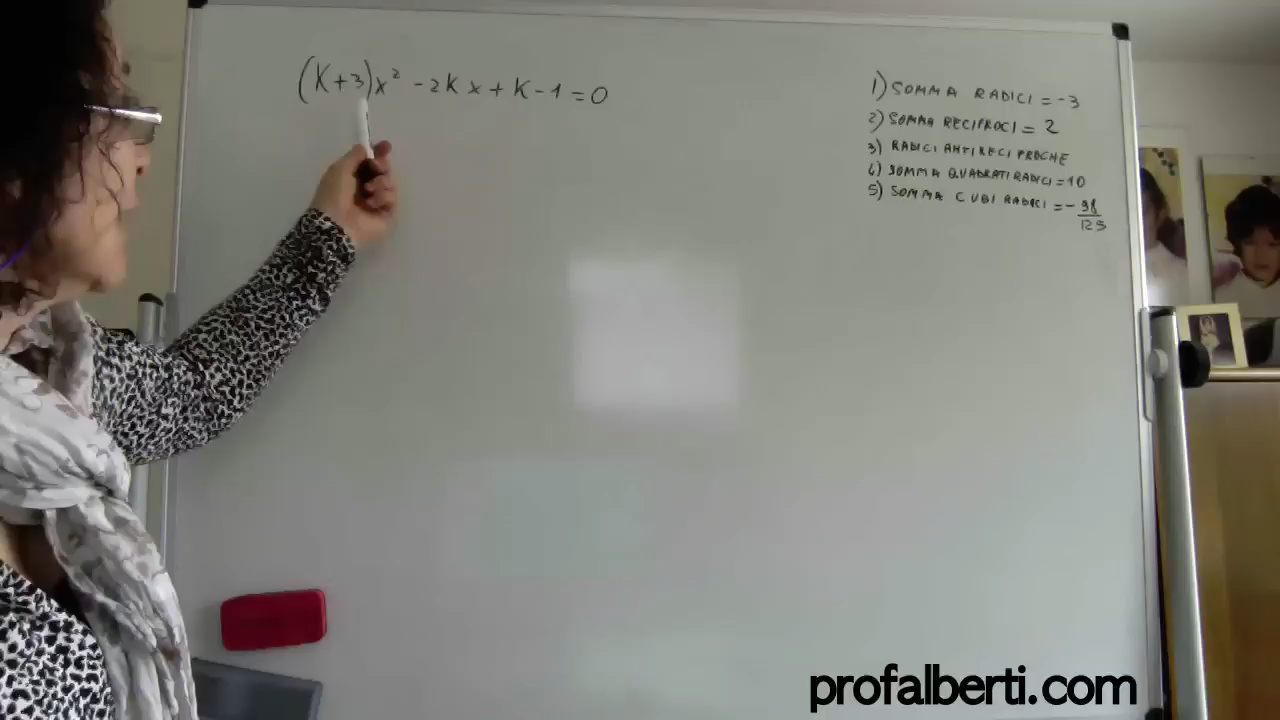 (K+3)x² - 2K x + K - 1 = 0
1) SOMMA RADICI = -3
2) SOMMA RECIPROCI = 2
3) RADICI ANTIRECIPROCHE
4) SOMMA QUADRATI RADICI = 10
5) SOMMA CUBI RADICI = - 98/125
profalberti.com